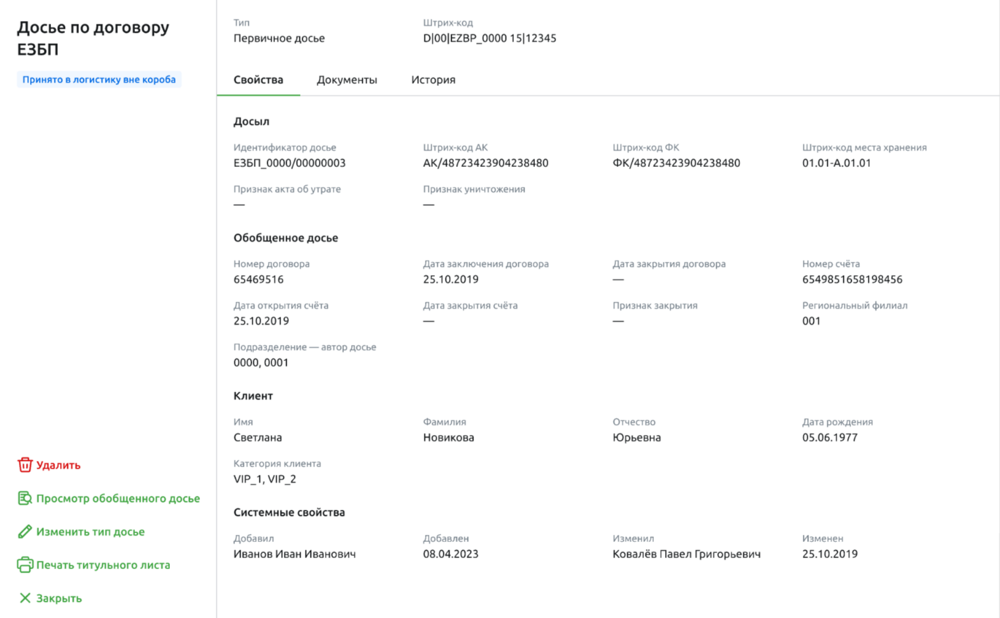 Досье по договору
ЕЗБП
Принято в логистику вне короба
Удалить
Просмотр обобщенного досье
Изменить тип досье
Печать титульного листа
Закрыть
Тип Штрих-код
Первичное досье D|00|EZBP_0000 15|12345
Свойства Документы История
Досыл
Идентификатор досье Штрих-код АК Штрих-код ФК Штрих-код места хранения
ЕЗБП_0000/00000003 АК/48723423904238480 ФК/48723423904238480 01.01-А.01.01
Признак акта об утрате Признак уничтожения
— —
Обобщенное досье
Номер договора Дата заключения договора Дата закрытия договора Номер счёта
65469516 25.10.2019 — 6549851658198456
Дата открытия счёта Дата закрытия счёта Признак закрытия Региональный филиал
25.10.2019 — — 001
Подразделение — автор досье
0000, 0001
Клиент
Имя Фамилия Отчество Дата рождения
Светлана Новикова Юрьевна 05.06.1977
Категория клиента
VIP_1, VIP_2
Системные свойства
Добавил Добавлен Изменил Изменен
Иванов Иван Иванович 08.04.2023 Ковалёв Павел Григорьевич 25.10.2019